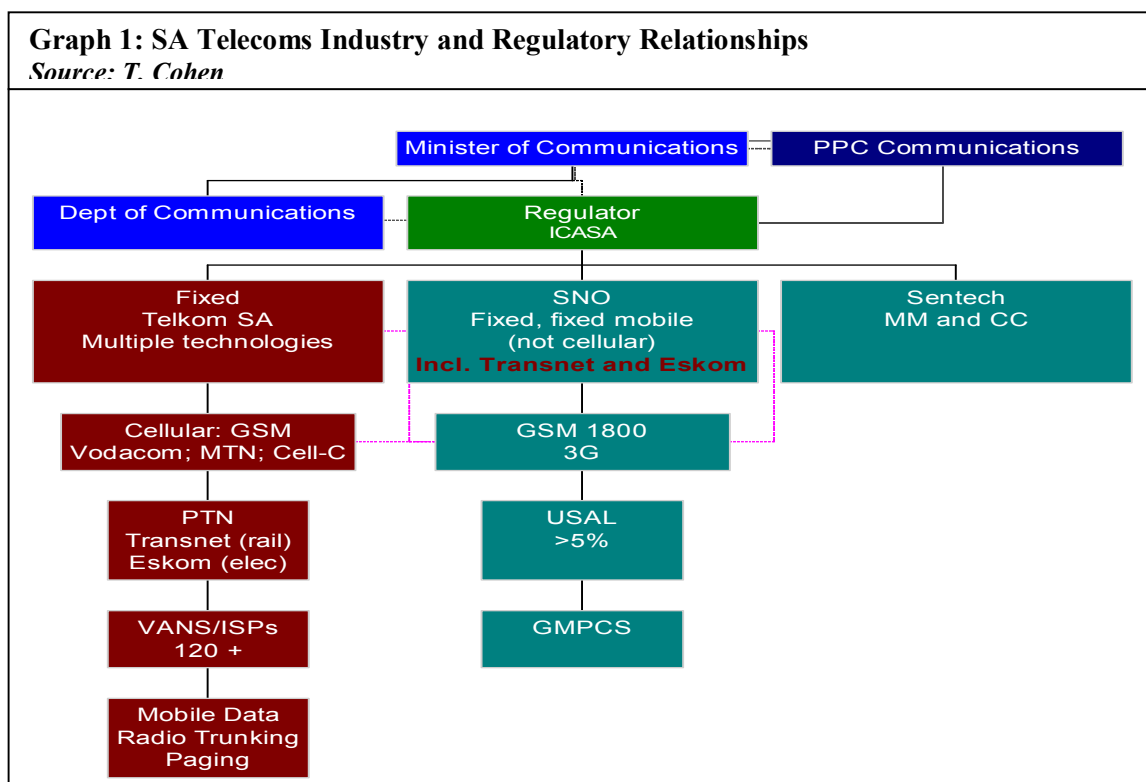 Graph 1: SA Telecoms Industry and Regulatory Relationships
Source: T. Cohen
Minister of Communications
PPC Communications
Dept of Communications
Regulator
ICASA
Fixed
Telkom SA
Multiple technologies
SNO
Fixed, fixed mobile
(not cellular)
Incl. Transnet and Eskom
Sentech
MM and CC
Cellular: GSM
Vodacom; MTN; Cell-C
GSM 1800
3G
PTN
Transnet (rail)
Eskom (elec)
USAL
>5%
VANS/ISPs
120 +
GMPCS
Mobile Data
Radio Trunking
Paging